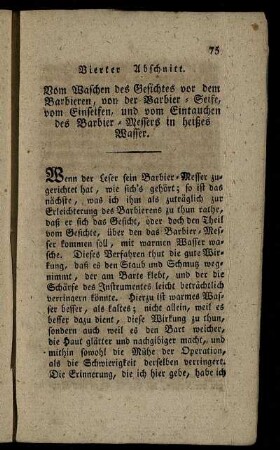 75
Vierter Abschnitt.
Vom Waschen des Gesichtes vor dem
Barbieren, von der Barbier-Seife,
vom Einseifen, und vom Eintauchen
des Barbier-Messers in heißes
Wasser.
Wenn der Leser sein Barbier-Messer zu-
gerichtet hat, wie sich's gehört; so ist das
nächste, was ich ihm als zuträglich zur
Erleichterung des Barbierens zu thun rathe,
daß er sich das Gesicht, oder doch den Theil
vom Gesichte, über den das Barbier-Mes-
ser kommen soll, mit warmen Wasser wa-
sche. Dieses Verfahren thut die gute Wir-
kung, daß es den Staub und Schmutz weg-
nimmt, der am Barte klebt, und der die
Schärfe des Instrumentes leicht beträchtlich
verringern könnte. Hierzu ist warmes Was-
ser besser, als kaltes; nicht allein, weil es
besser dazu dient, diese Wirkung zu thun,
sondern auch weil es den Bart weicher,
die Haut glätter und nachgibiger macht, und
mithin sowohl die Mühe der Operation,
als die Schwierigkeit derselben verringert.
Die Erinnerung, die ich hier gebe, habe ich